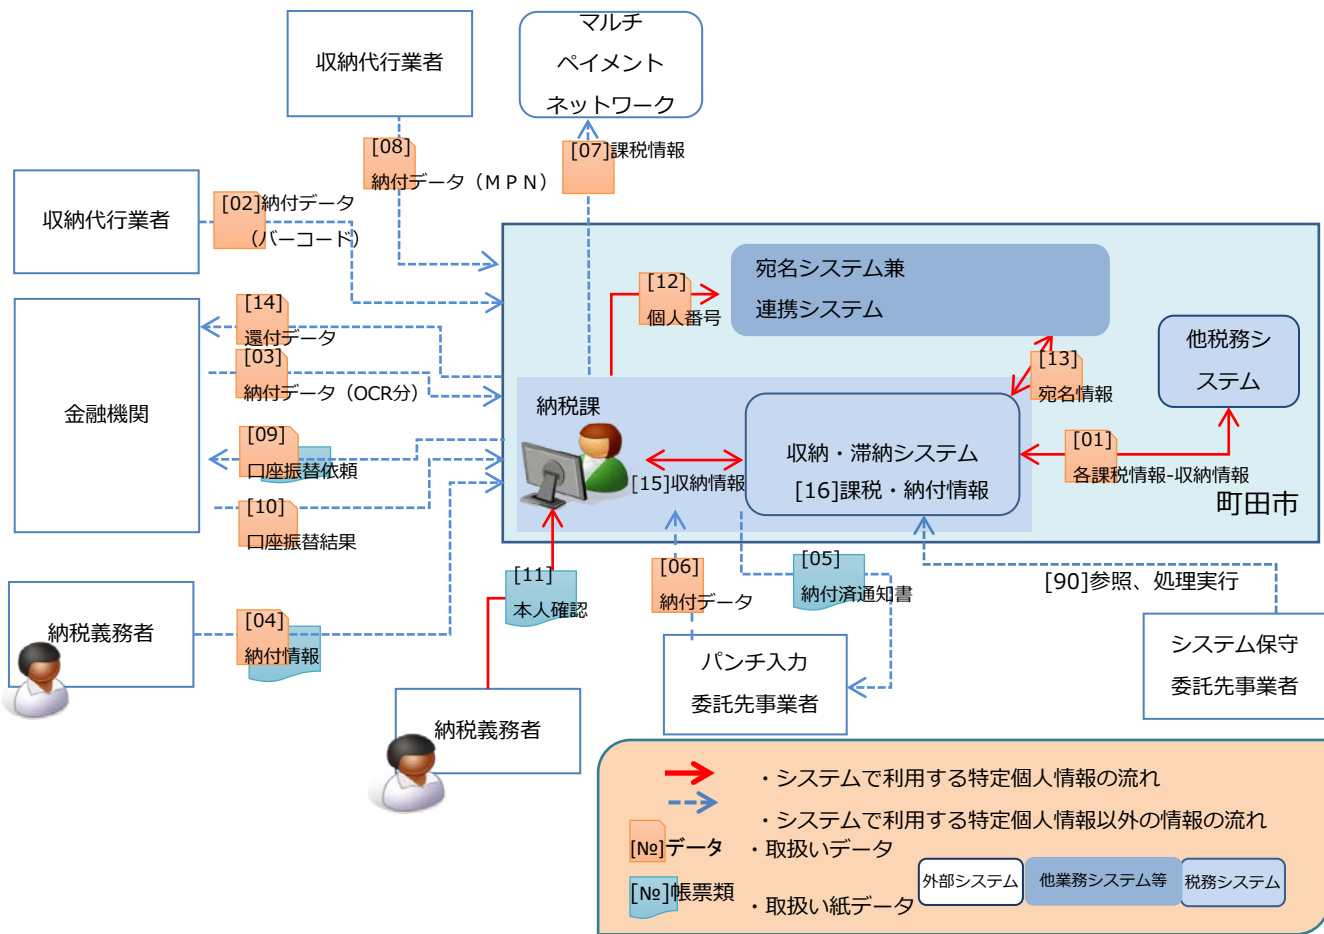 マルチ
ペイメント
ネットワーク
収納代行業者
[08]
納付データ（ＭＰＮ）
[07]課税情報
収納代行業者
[02]納付データ
（バーコード）
宛名システム兼
連携システム
[12]
個人番号
[14]
還付データ
[03]
納付データ（OCR分）
金融機関
[13]
宛名情報
他税務シ
ステム
納税課
[09]
口座振替依頼
収納・滞納システム
[16]課税・納付情報
[15]収納情報
[01]
各課税情報-収納情報
町田市
[10]
口座振替結果
[11]
本人確認
[06]
納付データ
[05]
納付済通知書
[90]参照、処理実行
納税義務者
[04]
納付情報
パンチ入力
委託先事業者
システム保守
委託先事業者
納税義務者
・システムで利用する特定個人情報の流れ
・システムで利用する特定個人情報以外の情報の流れ
[№]データ ・取扱いデータ
[№]帳票類
・取扱い紙データ
外部システム 他業務システム等 税務システム